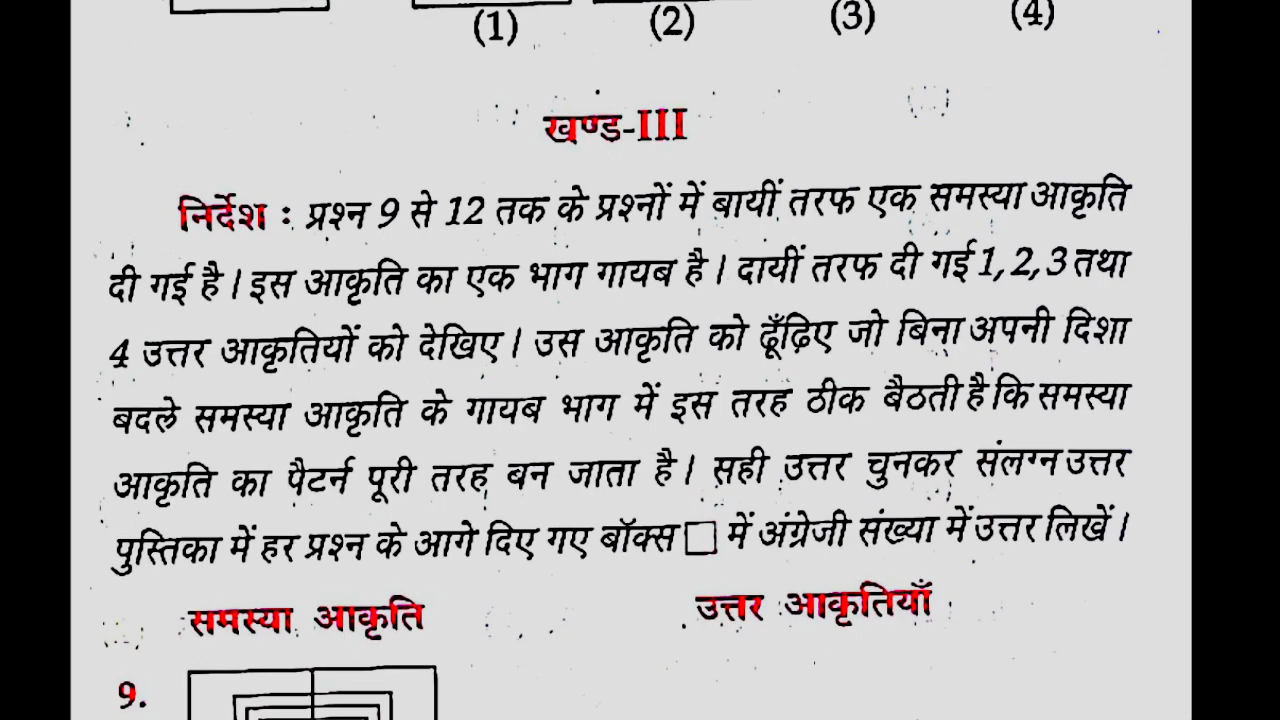 (1) (2) (3) (4)
खण्ड-III
निर्देश : प्रश्न 9 से 12 तक के प्रश्नों में बायीं तरफ एक समस्या आकृति
दी गई है। इस आकृति का एक भाग गायब है। दायीं तरफ दी गई 1, 2, 3 तथा
4 उत्तर आकृतियों को देखिए। उस आकृति को ढूँढ़िए जो बिना अपनी दिशा
बदले समस्या आकृति के गायब भाग में इस तरह ठीक बैठती है कि समस्या
आकृति का पैटर्न पूरी तरह बन जाता है। सही उत्तर चुनकर संलग्न उत्तर
पुस्तिका में हर प्रश्न के आगे दिए गए बॉक्स □ में अंग्रेजी संख्या में उत्तर लिखें।
समस्या आकृति उत्तर आकृतियाँ
9.